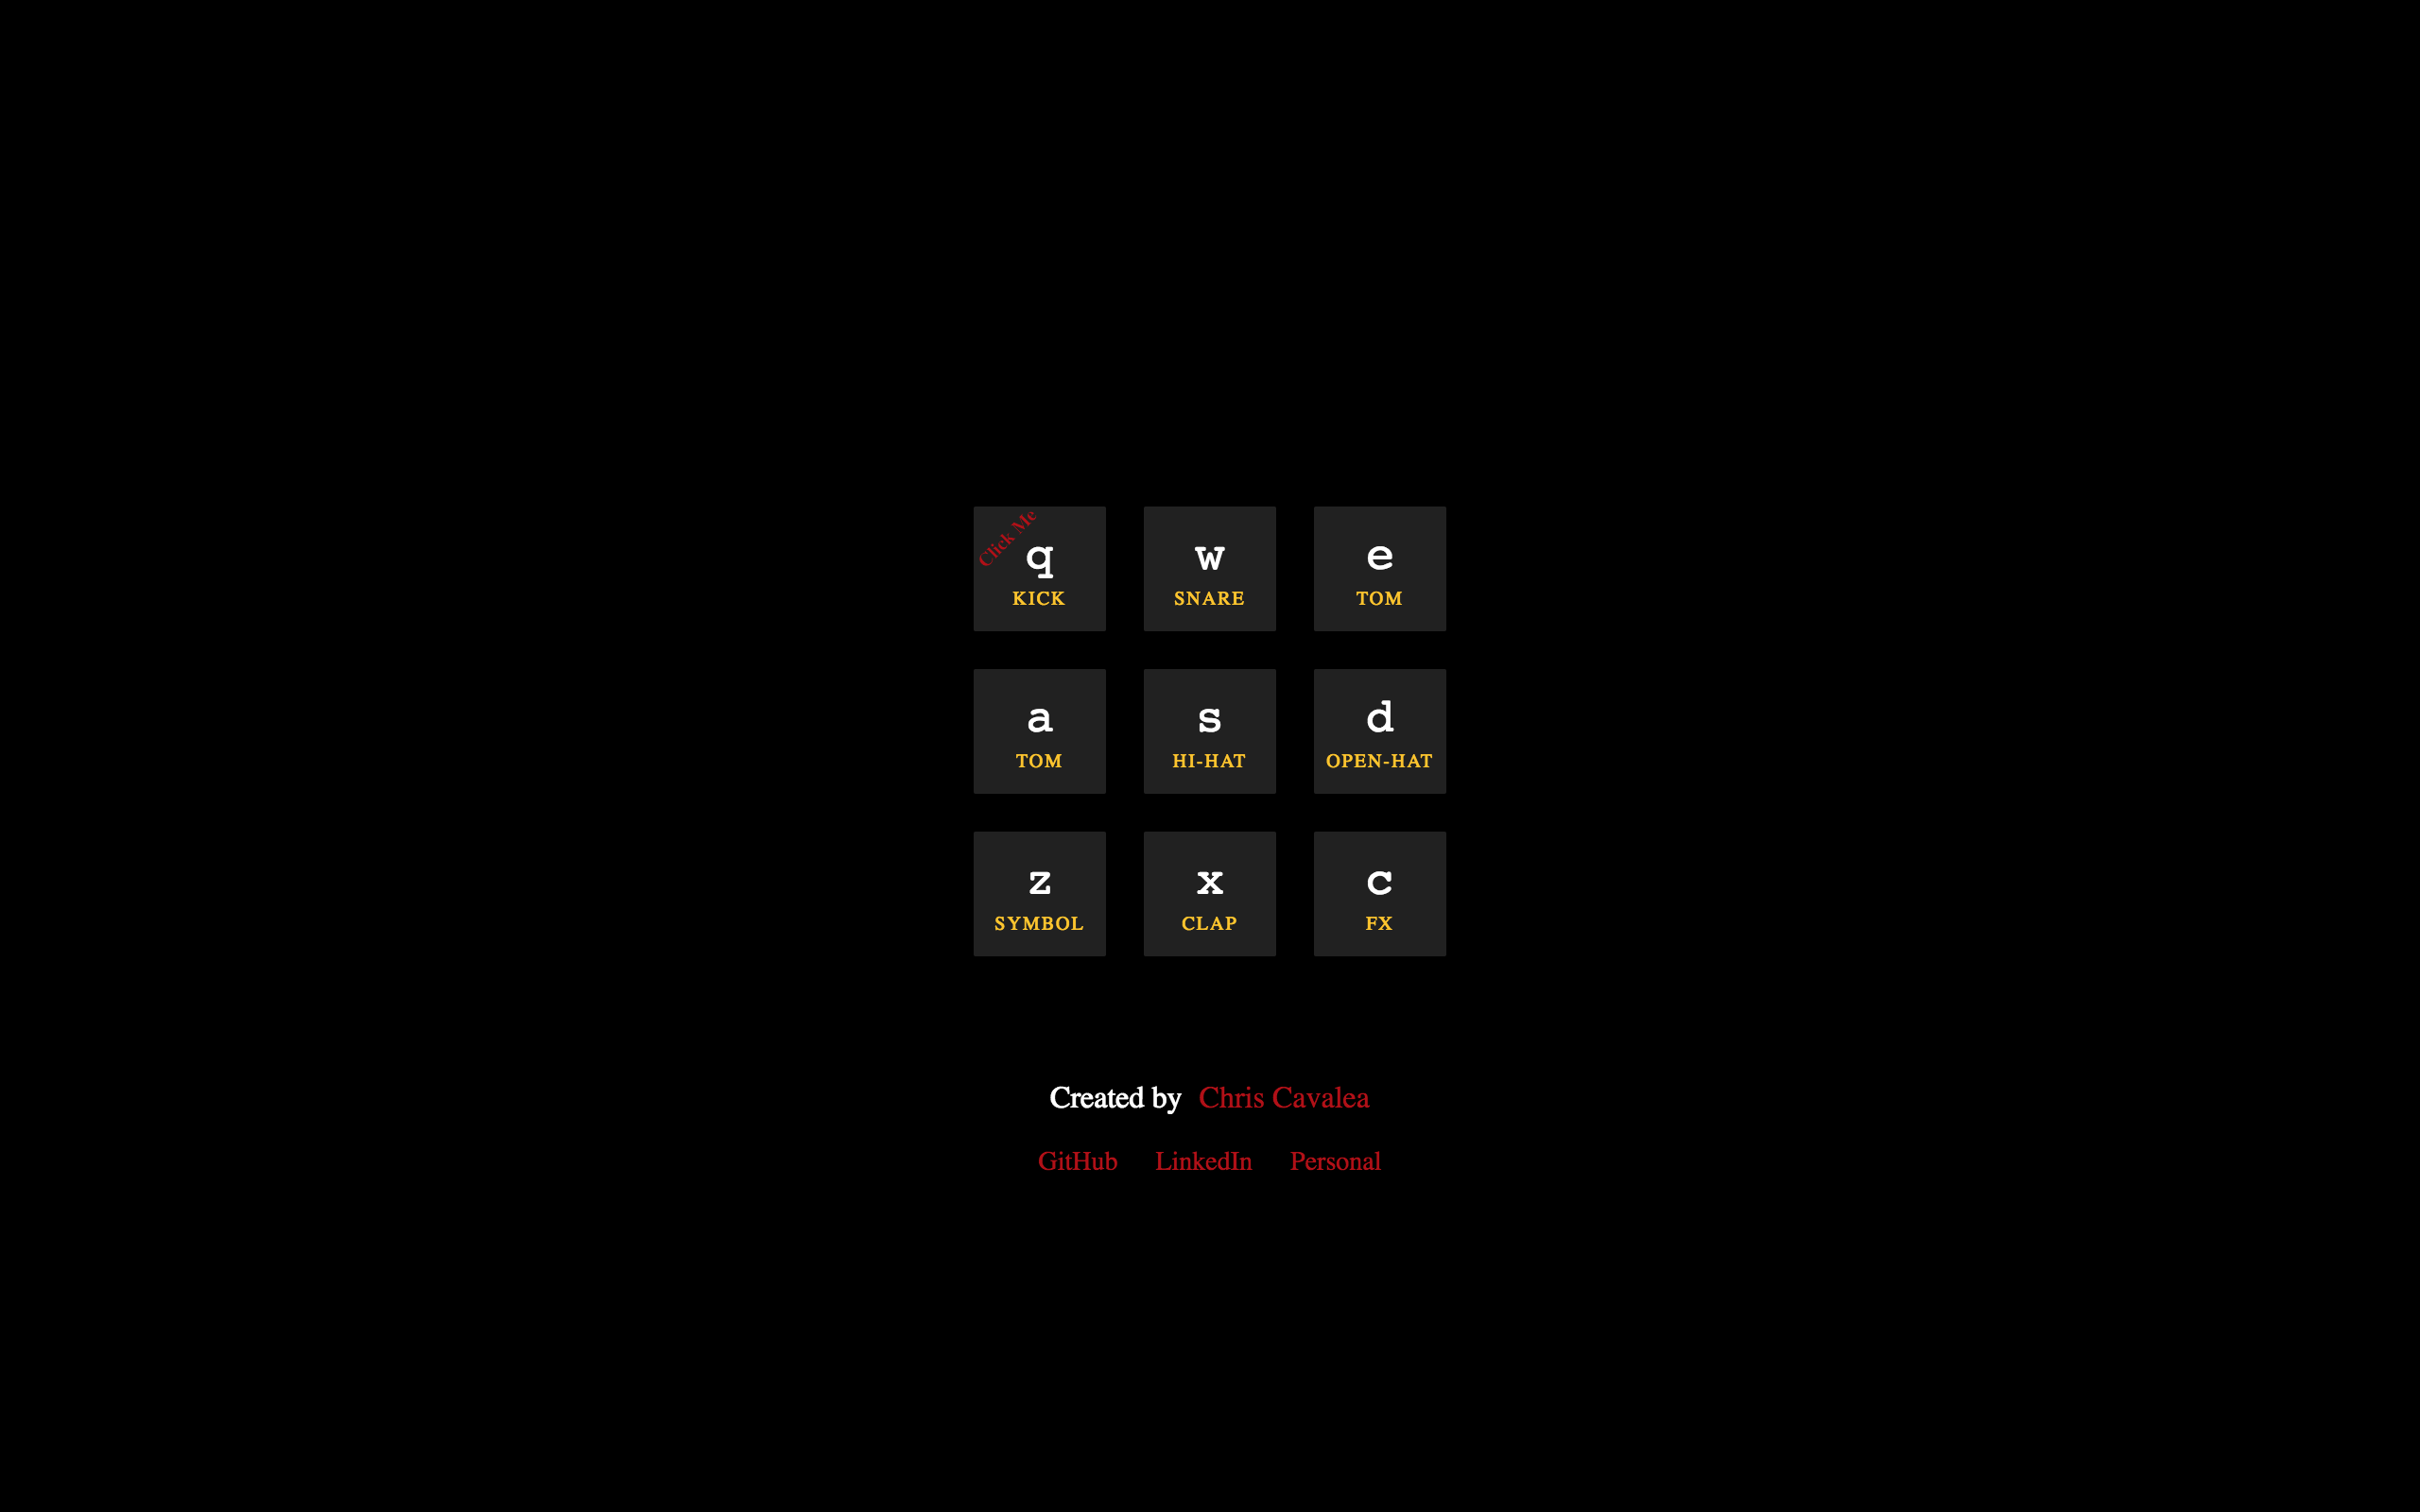 Click Me
q w e
KICK SNARE TOM
a s d
TOM HI-HAT OPEN-HAT
z x c
SYMBOL CLAP FX
Created by Chris Cavalea
GitHub LinkedIn Personal